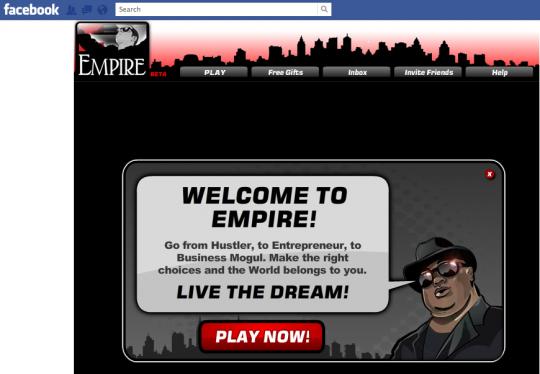 facebook Search
EMPIRE BETA
PLAY Free Gifts Inbox Invite Friends Help
x
WELCOME TO
EMPIRE!
Go from Hustler, to Entrepreneur, to
Business Mogul. Make the right
choices and the World belongs to you.
LIVE THE DREAM!
PLAY NOW!